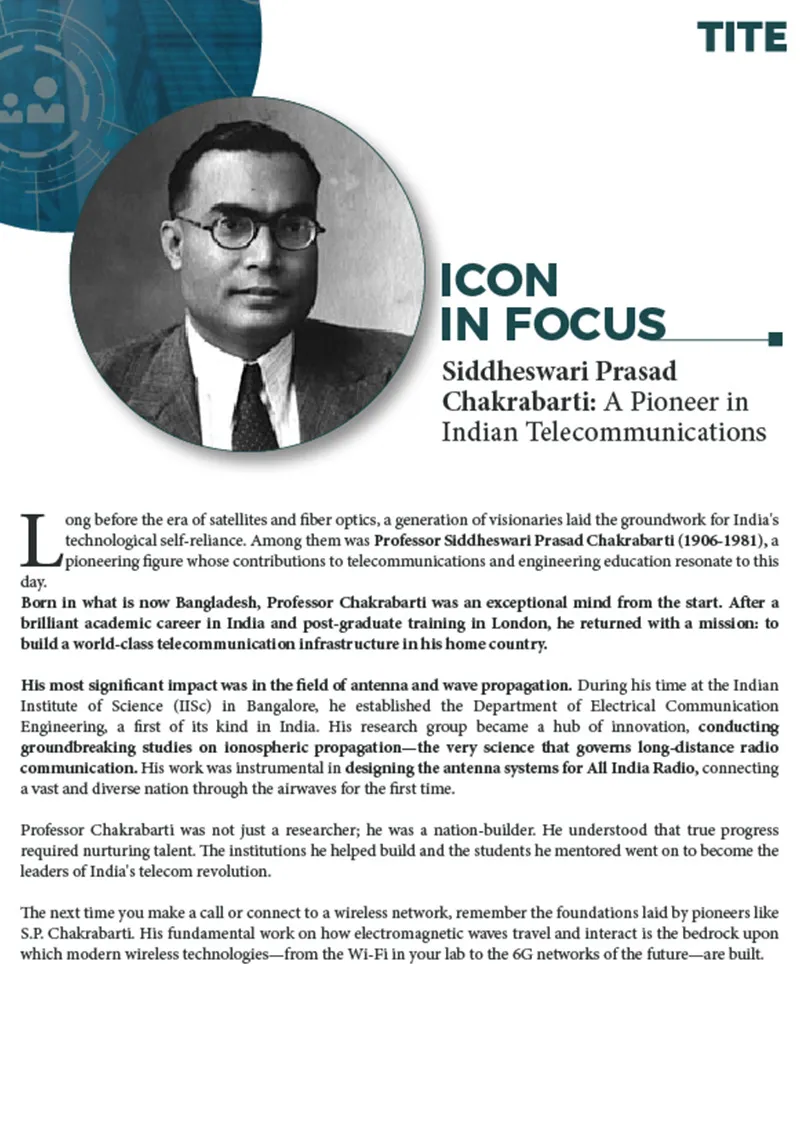 TITE
ICON
IN FOCUS
Siddheswari Prasad
Chakrabarti: A Pioneer in
Indian Telecommunications
Long before the era of satellites and fiber optics, a generation of visionaries laid the groundwork for India's
technological self-reliance. Among them was Professor Siddheswari Prasad Chakrabarti (1906-1981), a
pioneering figure whose contributions to telecommunications and engineering education resonate to this
day.
Born in what is now Bangladesh, Professor Chakrabarti was an exceptional mind from the start. After a
brilliant academic career in India and post-graduate training in London, he returned with a mission: to
build a world-class telecommunication infrastructure in his home country.
His most significant impact was in the field of antenna and wave propagation. During his time at the Indian
Institute of Science (IISc) in Bangalore, he established the Department of Electrical Communication
Engineering, a first of its kind in India. His research group became a hub of innovation, conducting
groundbreaking studies on ionospheric propagation—the very science that governs long-distance radio
communication. His work was instrumental in designing the antenna systems for All India Radio, connecting
a vast and diverse nation through the airwaves for the first time.
Professor Chakrabarti was not just a researcher; he was a nation-builder. He understood that true progress
required nurturing talent. The institutions he helped build and the students he mentored went on to become the
leaders of India's telecom revolution.
The next time you make a call or connect to a wireless network, remember the foundations laid by pioneers like
S.P. Chakrabarti. His fundamental work on how electromagnetic waves travel and interact is the bedrock upon
which modern wireless technologies—from the Wi-Fi in your lab to the 6G networks of the future—are built.